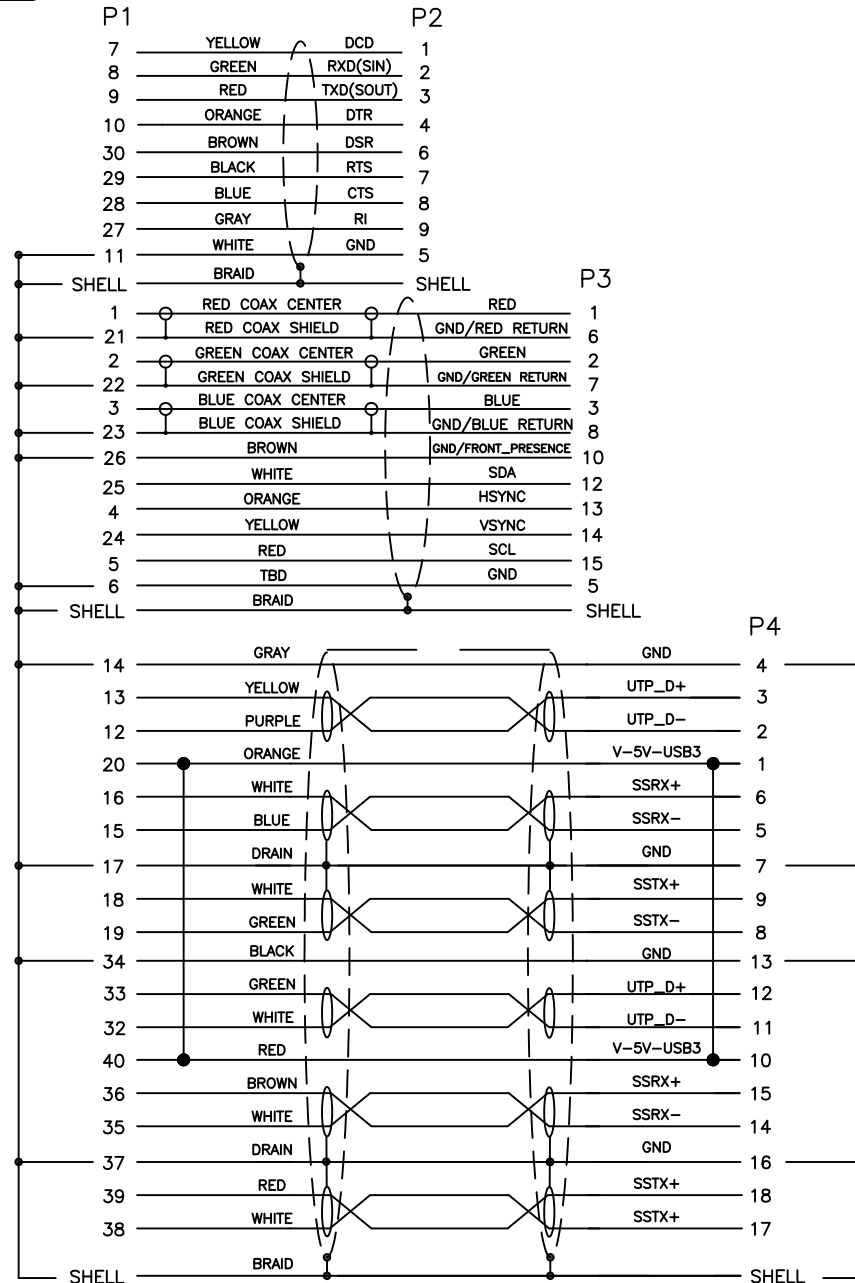 P1 P2
7 YELLOW DCD 1
8 GREEN RXD(SIN) 2
9 RED TXD(SOUT) 3
10 ORANGE DTR 4
30 BROWN DSR 6
29 BLACK RTS 7
28 BLUE CTS 8
27 GRAY RI 9
11 WHITE GND 5
SHELL BRAID SHELL
P3
1 RED COAX CENTER RED 1
21 RED COAX SHIELD GND/RED RETURN 6
2 GREEN COAX CENTER GREEN 2
22 GREEN COAX SHIELD GND/GREEN RETURN 7
3 BLUE COAX CENTER BLUE 3
23 BLUE COAX SHIELD GND/BLUE RETURN 8
26 BROWN GND/FRONT_PRESENCE 10
25 WHITE SDA 12
4 ORANGE HSYNC 13
24 YELLOW VSYNC 14
5 RED SCL 15
6 TBD GND 5
SHELL BRAID SHELL
P4
14 GRAY GND 4
13 YELLOW UTP_D+ 3
12 PURPLE UTP_D- 2
20 ORANGE V-5V-USB3 1
16 WHITE SSRX+ 6
15 BLUE SSRX- 5
17 DRAIN GND 7
18 WHITE SSTX+ 9
19 GREEN SSTX- 8
34 BLACK GND 13
33 GREEN UTP_D+ 12
32 WHITE UTP_D- 11
40 RED V-5V-USB3 10
36 BROWN SSRX+ 15
35 WHITE SSRX- 14
37 DRAIN GND 16
39 RED SSTX+ 18
38 WHITE SSTX+ 17
SHELL BRAID SHELL